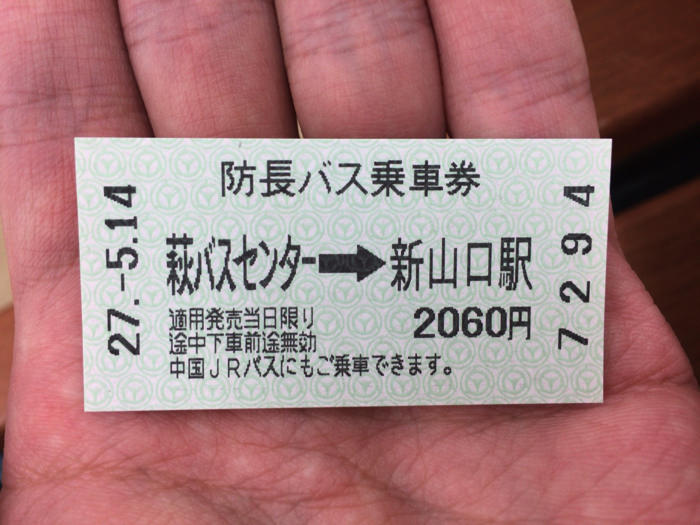 防長バス乗車券
27.-5.14
萩バスセンター➡新山口駅
適用発売当日限り
2060円
途中下車前途無効
中国JRバスにもご乗車できます。
7294